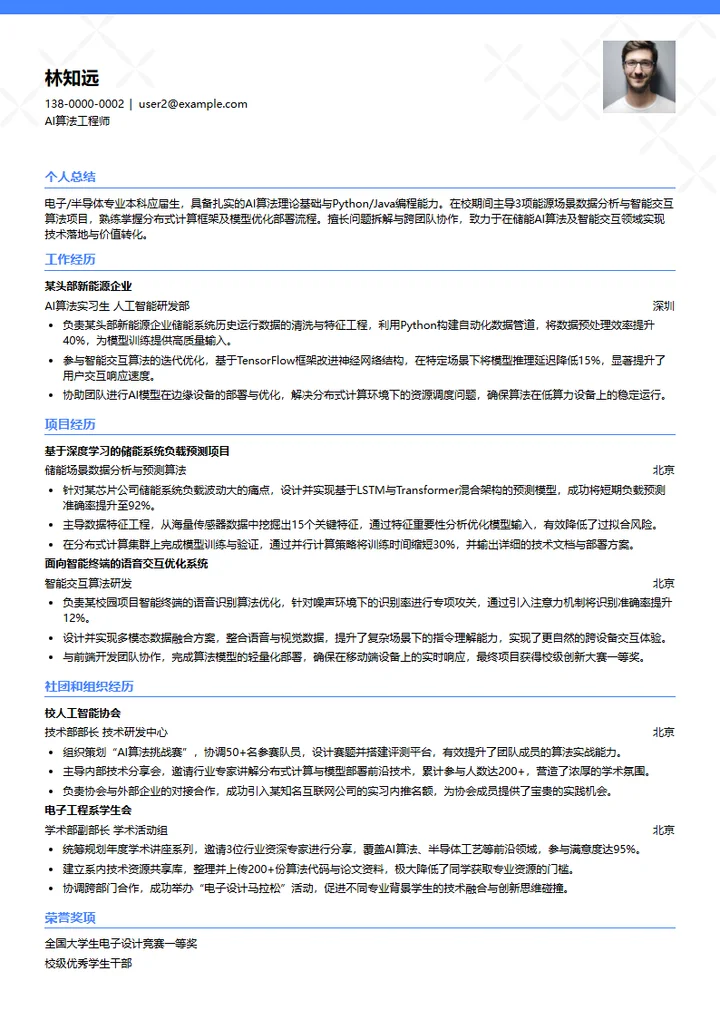 林知远
138-0000-0002 | user2@example.com
AI算法工程师
个人总结
电子/半导体专业本科应届生，具备扎实的AI算法理论基础与Python/Java编程能力。在校期间主导3项能源场景数据分析与智能交互
算法项目，熟练掌握分布式计算框架及模型优化部署流程。擅长问题拆解与跨团队协作，致力于在储能AI算法及智能交互领域实现
技术落地与价值转化。
工作经历
某头部新能源企业
AI算法实习生 人工智能研发部 深圳
• 负责某头部新能源企业储能系统历史运行数据的清洗与特征工程，利用Python构建自动化数据管道，将数据预处理效率提升
40%，为模型训练提供高质量输入。
• 参与智能交互算法的迭代优化，基于TensorFlow框架改进神经网络结构，在特定场景下将模型推理延迟降低15%，显著提升了
用户交互响应速度。
• 协助团队进行AI模型在边缘设备的部署与优化，解决分布式计算环境下的资源调度问题，确保算法在低算力设备上的稳定运行。
项目经历
基于深度学习的储能系统负载预测项目
储能场景数据分析与预测算法 北京
• 针对某芯片公司储能系统负载波动大的痛点，设计并实现基于LSTM与Transformer混合架构的预测模型，成功将短期负载预测
准确率提升至92%。
• 主导数据特征工程，从海量传感器数据中挖掘出15个关键特征，通过特征重要性分析优化模型输入，有效降低了过拟合风险。
• 在分布式计算集群上完成模型训练与验证，通过并行计算策略将训练时间缩短30%，并输出详细的技术文档与部署方案。
面向智能终端的语音交互优化系统
智能交互算法研发 北京
• 负责某校园项目智能终端的语音识别算法优化，针对噪声环境下的识别率进行专项攻关，通过引入注意力机制将识别准确率提升
12%。
• 设计并实现多模态数据融合方案，整合语音与视觉数据，提升了复杂场景下的指令理解能力，实现了更自然的跨设备交互体验。
• 与前端开发团队协作，完成算法模型的轻量化部署，确保在移动端设备上的实时响应，最终项目获得校级创新大赛一等奖。
社团和组织经历
校人工智能协会
技术部部长 技术研发中心 北京
• 组织策划“AI算法挑战赛”，协调50+名参赛队员，设计赛题并搭建评测平台，有效提升了团队成员的算法实战能力。
• 主导内部技术分享会，邀请行业专家讲解分布式计算与模型部署前沿技术，累计参与人数达200+，营造了浓厚的学术氛围。
• 负责协会与外部企业的对接合作，成功引入某知名互联网公司的实习内推名额，为协会成员提供了宝贵的实践机会。
电子工程系学生会
学术部副部长 学术活动组 北京
• 统筹规划年度学术讲座系列，邀请3位行业资深专家进行分享，覆盖AI算法、半导体工艺等前沿领域，参与满意度达95%。
• 建立系内技术资源共享库，整理并上传200+份算法代码与论文资料，极大降低了同学获取专业资源的门槛。
• 协调跨部门合作，成功举办“电子设计马拉松”活动，促进不同专业背景学生的技术融合与创新思维碰撞。
荣誉奖项
全国大学生电子设计竞赛一等奖
校级优秀学生干部